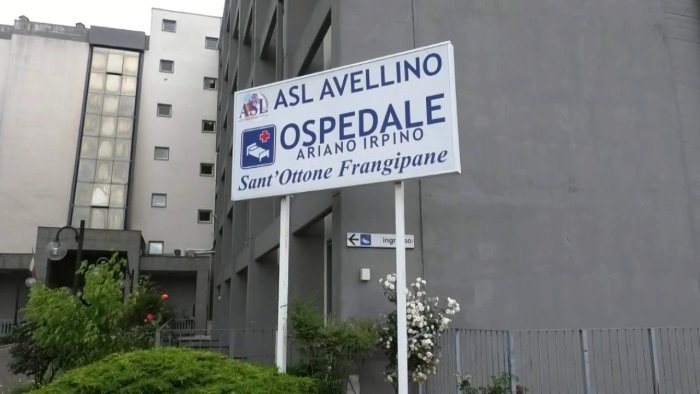 ASL ASL AVELLINO
OSPEDALE
ARIANO IRPINO
Sant'Ottone Frangipane
ingresso